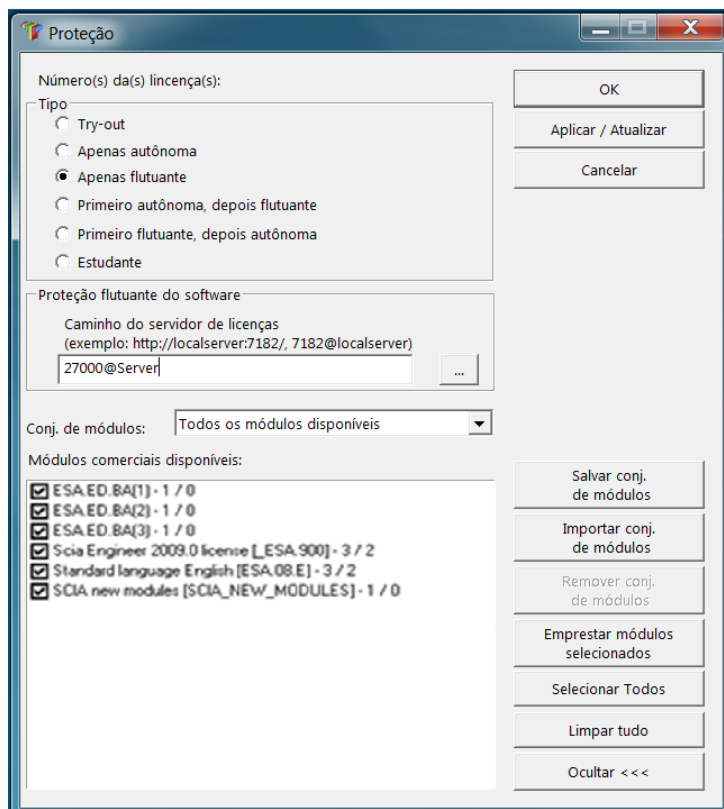 Proteção
Número(s) da(s) lincença(s):
Tipo
Try-out
Apenas autônoma
Apenas flutuante
Primeiro autônoma, depois flutuante
Primeiro flutuante, depois autônoma
Estudante
Proteção flutuante do software
Caminho do servidor de licenças
(exemplo: http://localserver:7182/, 7182@localserver)
27000@Server
...
Conj. de módulos:
Todos os módulos disponíveis
Módulos comerciais disponíveis:
ESA.ED.BA(1) - 1 / 0
ESA.ED.BA(2) - 1 / 0
ESA.ED.BA(3) - 1 / 0
Scia Engineer 2009.0 license [_ESA.900] - 3 / 2
Standard language English [ESA.08.E] - 3 / 2
SCIA new modules [SCIA_NEW_MODULES] - 1 / 0
OK
Aplicar / Atualizar
Cancelar
Salvar conj.
de módulos
Importar conj.
de módulos
Remover conj.
de módulos
Emprestar módulos
selecionados
Selecionar Todos
Limpar tudo
Ocultar <<<